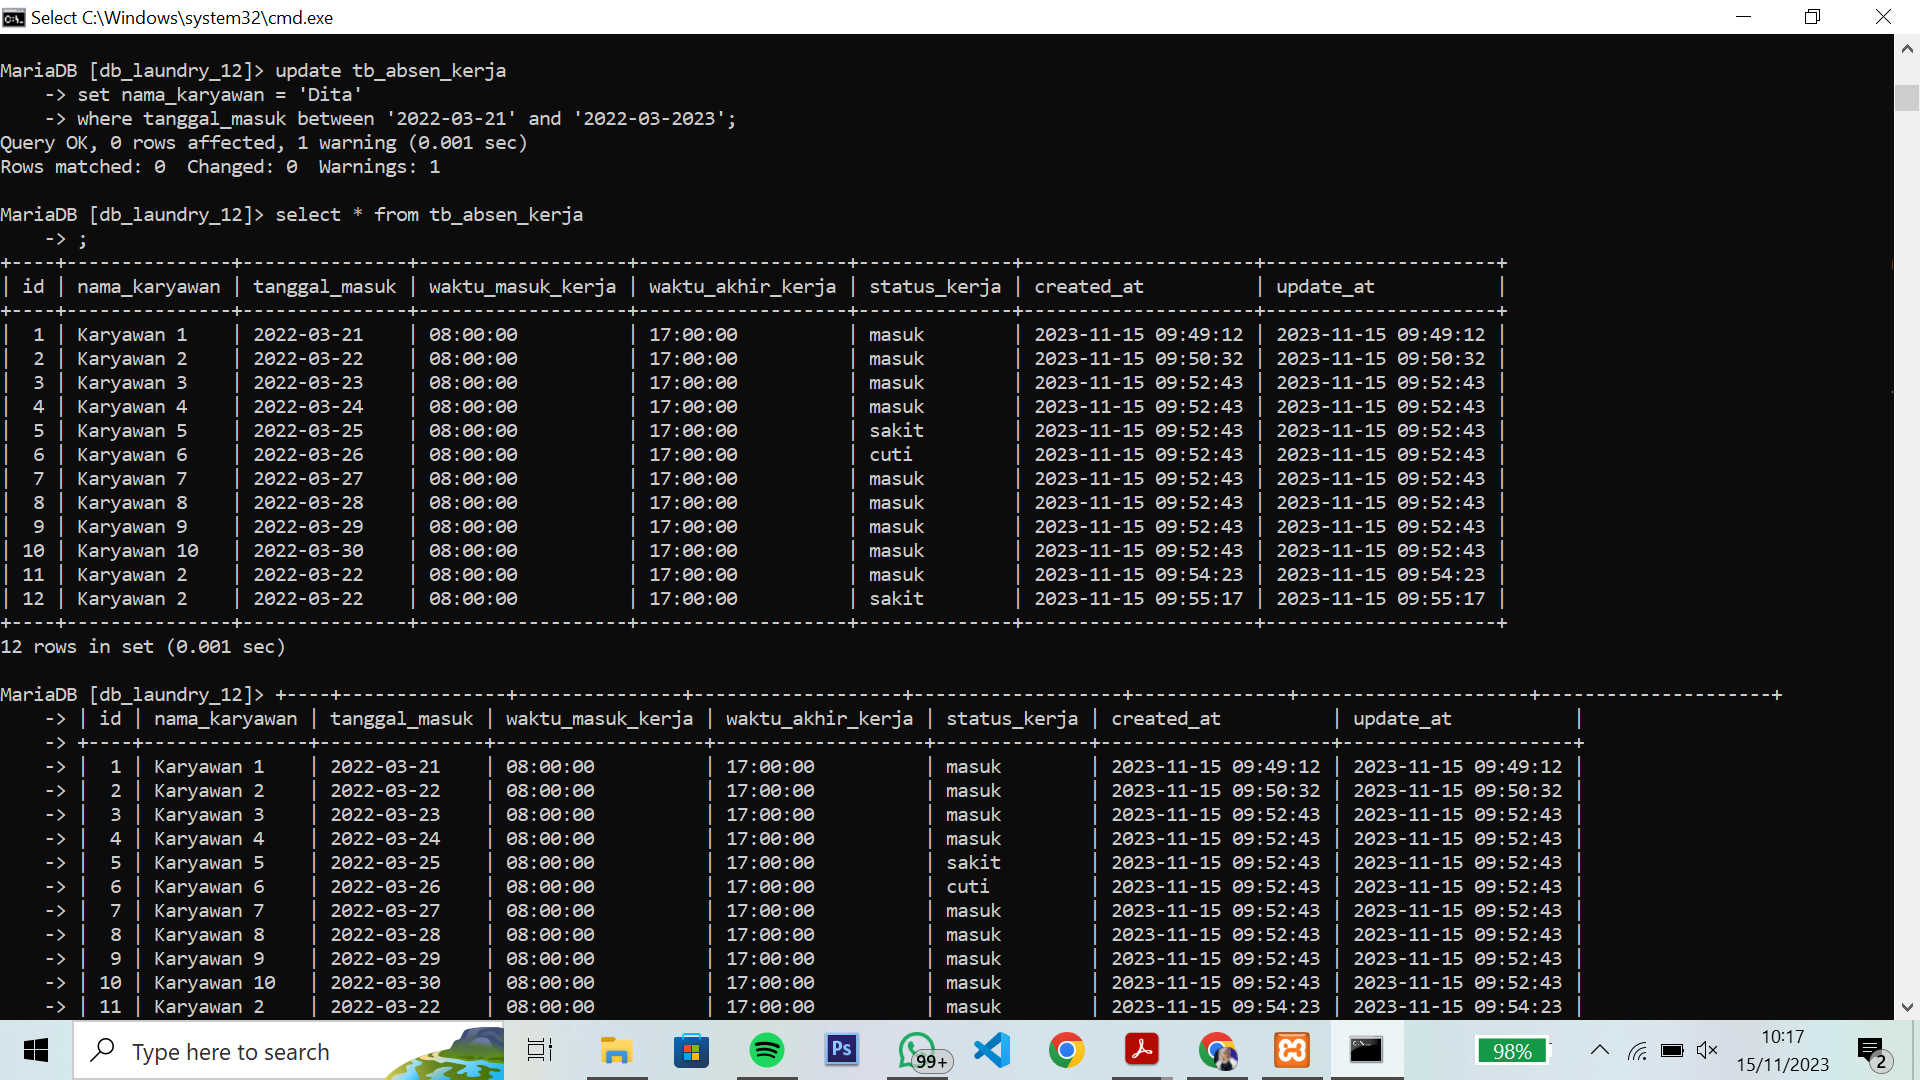 Select C:\Windows\system32\cmd.exe
MariaDB [db_laundry_12]> update tb_absen_kerja
    -> set nama_karyawan = 'Dita'
    -> where tanggal_masuk between '2022-03-21' and '2022-03-2023';
Query OK, 0 rows affected, 1 warning (0.001 sec)
Rows matched: 0  Changed: 0  Warnings: 1
MariaDB [db_laundry_12]> select * from tb_absen_kerja
    -> ;
+----+---------------+---------------+-------------------+-------------------+--------------+---------------------+---------------------+
| id | nama_karyawan | tanggal_masuk | waktu_masuk_kerja | waktu_akhir_kerja | status_kerja | created_at          | update_at           |
+----+---------------+---------------+-------------------+-------------------+--------------+---------------------+---------------------+
|  1 | Karyawan 1    | 2022-03-21    | 08:00:00          | 17:00:00          | masuk        | 2023-11-15 09:49:12 | 2023-11-15 09:49:12 |
|  2 | Karyawan 2    | 2022-03-22    | 08:00:00          | 17:00:00          | masuk        | 2023-11-15 09:50:32 | 2023-11-15 09:50:32 |
|  3 | Karyawan 3    | 2022-03-23    | 08:00:00          | 17:00:00          | masuk        | 2023-11-15 09:52:43 | 2023-11-15 09:52:43 |
|  4 | Karyawan 4    | 2022-03-24    | 08:00:00          | 17:00:00          | masuk        | 2023-11-15 09:52:43 | 2023-11-15 09:52:43 |
|  5 | Karyawan 5    | 2022-03-25    | 08:00:00          | 17:00:00          | sakit        | 2023-11-15 09:52:43 | 2023-11-15 09:52:43 |
|  6 | Karyawan 6    | 2022-03-26    | 08:00:00          | 17:00:00          | cuti         | 2023-11-15 09:52:43 | 2023-11-15 09:52:43 |
|  7 | Karyawan 7    | 2022-03-27    | 08:00:00          | 17:00:00          | masuk        | 2023-11-15 09:52:43 | 2023-11-15 09:52:43 |
|  8 | Karyawan 8    | 2022-03-28    | 08:00:00          | 17:00:00          | masuk        | 2023-11-15 09:52:43 | 2023-11-15 09:52:43 |
|  9 | Karyawan 9    | 2022-03-29    | 08:00:00          | 17:00:00          | masuk        | 2023-11-15 09:52:43 | 2023-11-15 09:52:43 |
| 10 | Karyawan 10   | 2022-03-30    | 08:00:00          | 17:00:00          | masuk        | 2023-11-15 09:52:43 | 2023-11-15 09:52:43 |
| 11 | Karyawan 2    | 2022-03-22    | 08:00:00          | 17:00:00          | masuk        | 2023-11-15 09:54:23 | 2023-11-15 09:54:23 |
| 12 | Karyawan 2    | 2022-03-22    | 08:00:00          | 17:00:00          | sakit        | 2023-11-15 09:55:17 | 2023-11-15 09:55:17 |
+----+---------------+---------------+-------------------+-------------------+--------------+---------------------+---------------------+
12 rows in set (0.001 sec)
MariaDB [db_laundry_12]> +----+---------------+---------------+-------------------+-------------------+--------------+---------------------+---------------------+
    -> | id | nama_karyawan | tanggal_masuk | waktu_masuk_kerja | waktu_akhir_kerja | status_kerja | created_at          | update_at           |
    -> +----+---------------+---------------+-------------------+-------------------+--------------+---------------------+---------------------+
    -> |  1 | Karyawan 1    | 2022-03-21    | 08:00:00          | 17:00:00          | masuk        | 2023-11-15 09:49:12 | 2023-11-15 09:49:12 |
    -> |  2 | Karyawan 2    | 2022-03-22    | 08:00:00          | 17:00:00          | masuk        | 2023-11-15 09:50:32 | 2023-11-15 09:50:32 |
    -> |  3 | Karyawan 3    | 2022-03-23    | 08:00:00          | 17:00:00          | masuk        | 2023-11-15 09:52:43 | 2023-11-15 09:52:43 |
    -> |  4 | Karyawan 4    | 2022-03-24    | 08:00:00          | 17:00:00          | masuk        | 2023-11-15 09:52:43 | 2023-11-15 09:52:43 |
    -> |  5 | Karyawan 5    | 2022-03-25    | 08:00:00          | 17:00:00          | sakit        | 2023-11-15 09:52:43 | 2023-11-15 09:52:43 |
    -> |  6 | Karyawan 6    | 2022-03-26    | 08:00:00          | 17:00:00          | cuti         | 2023-11-15 09:52:43 | 2023-11-15 09:52:43 |
    -> |  7 | Karyawan 7    | 2022-03-27    | 08:00:00          | 17:00:00          | masuk        | 2023-11-15 09:52:43 | 2023-11-15 09:52:43 |
    -> |  8 | Karyawan 8    | 2022-03-28    | 08:00:00          | 17:00:00          | masuk        | 2023-11-15 09:52:43 | 2023-11-15 09:52:43 |
    -> |  9 | Karyawan 9    | 2022-03-29    | 08:00:00          | 17:00:00          | masuk        | 2023-11-15 09:52:43 | 2023-11-15 09:52:43 |
    -> | 10 | Karyawan 10   | 2022-03-30    | 08:00:00          | 17:00:00          | masuk        | 2023-11-15 09:52:43 | 2023-11-15 09:52:43 |
    -> | 11 | Karyawan 2    | 2022-03-22    | 08:00:00          | 17:00:00          | masuk        | 2023-11-15 09:54:23 | 2023-11-15 09:54:23 |
Type here to search
Ps
99+
98%
10:17
15/11/2023
2